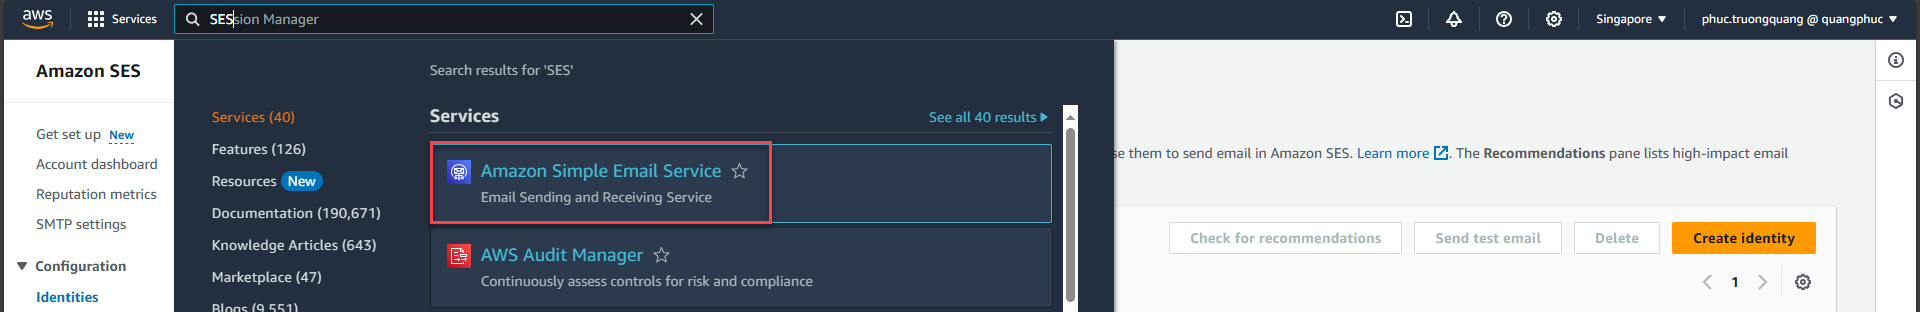 aws
Services
SESsion Manager
Singapore
phuc.truongquang @ quangphuc
Amazon SES
Get set up New
Account dashboard
Reputation metrics
SMTP settings
Configuration
Identities
Search results for 'SES'
Services (40)
Features (126)
Resources New
Documentation (190,671)
Knowledge Articles (643)
Marketplace (47)
Blogs (9,551)
Services
See all 40 results
Amazon Simple Email Service
Email Sending and Receiving Service
AWS Audit Manager
Continuously assess controls for risk and compliance
se them to send email in Amazon SES. Learn more. The Recommendations pane lists high-impact email
Check for recommendations
Send test email
Delete
Create identity
1